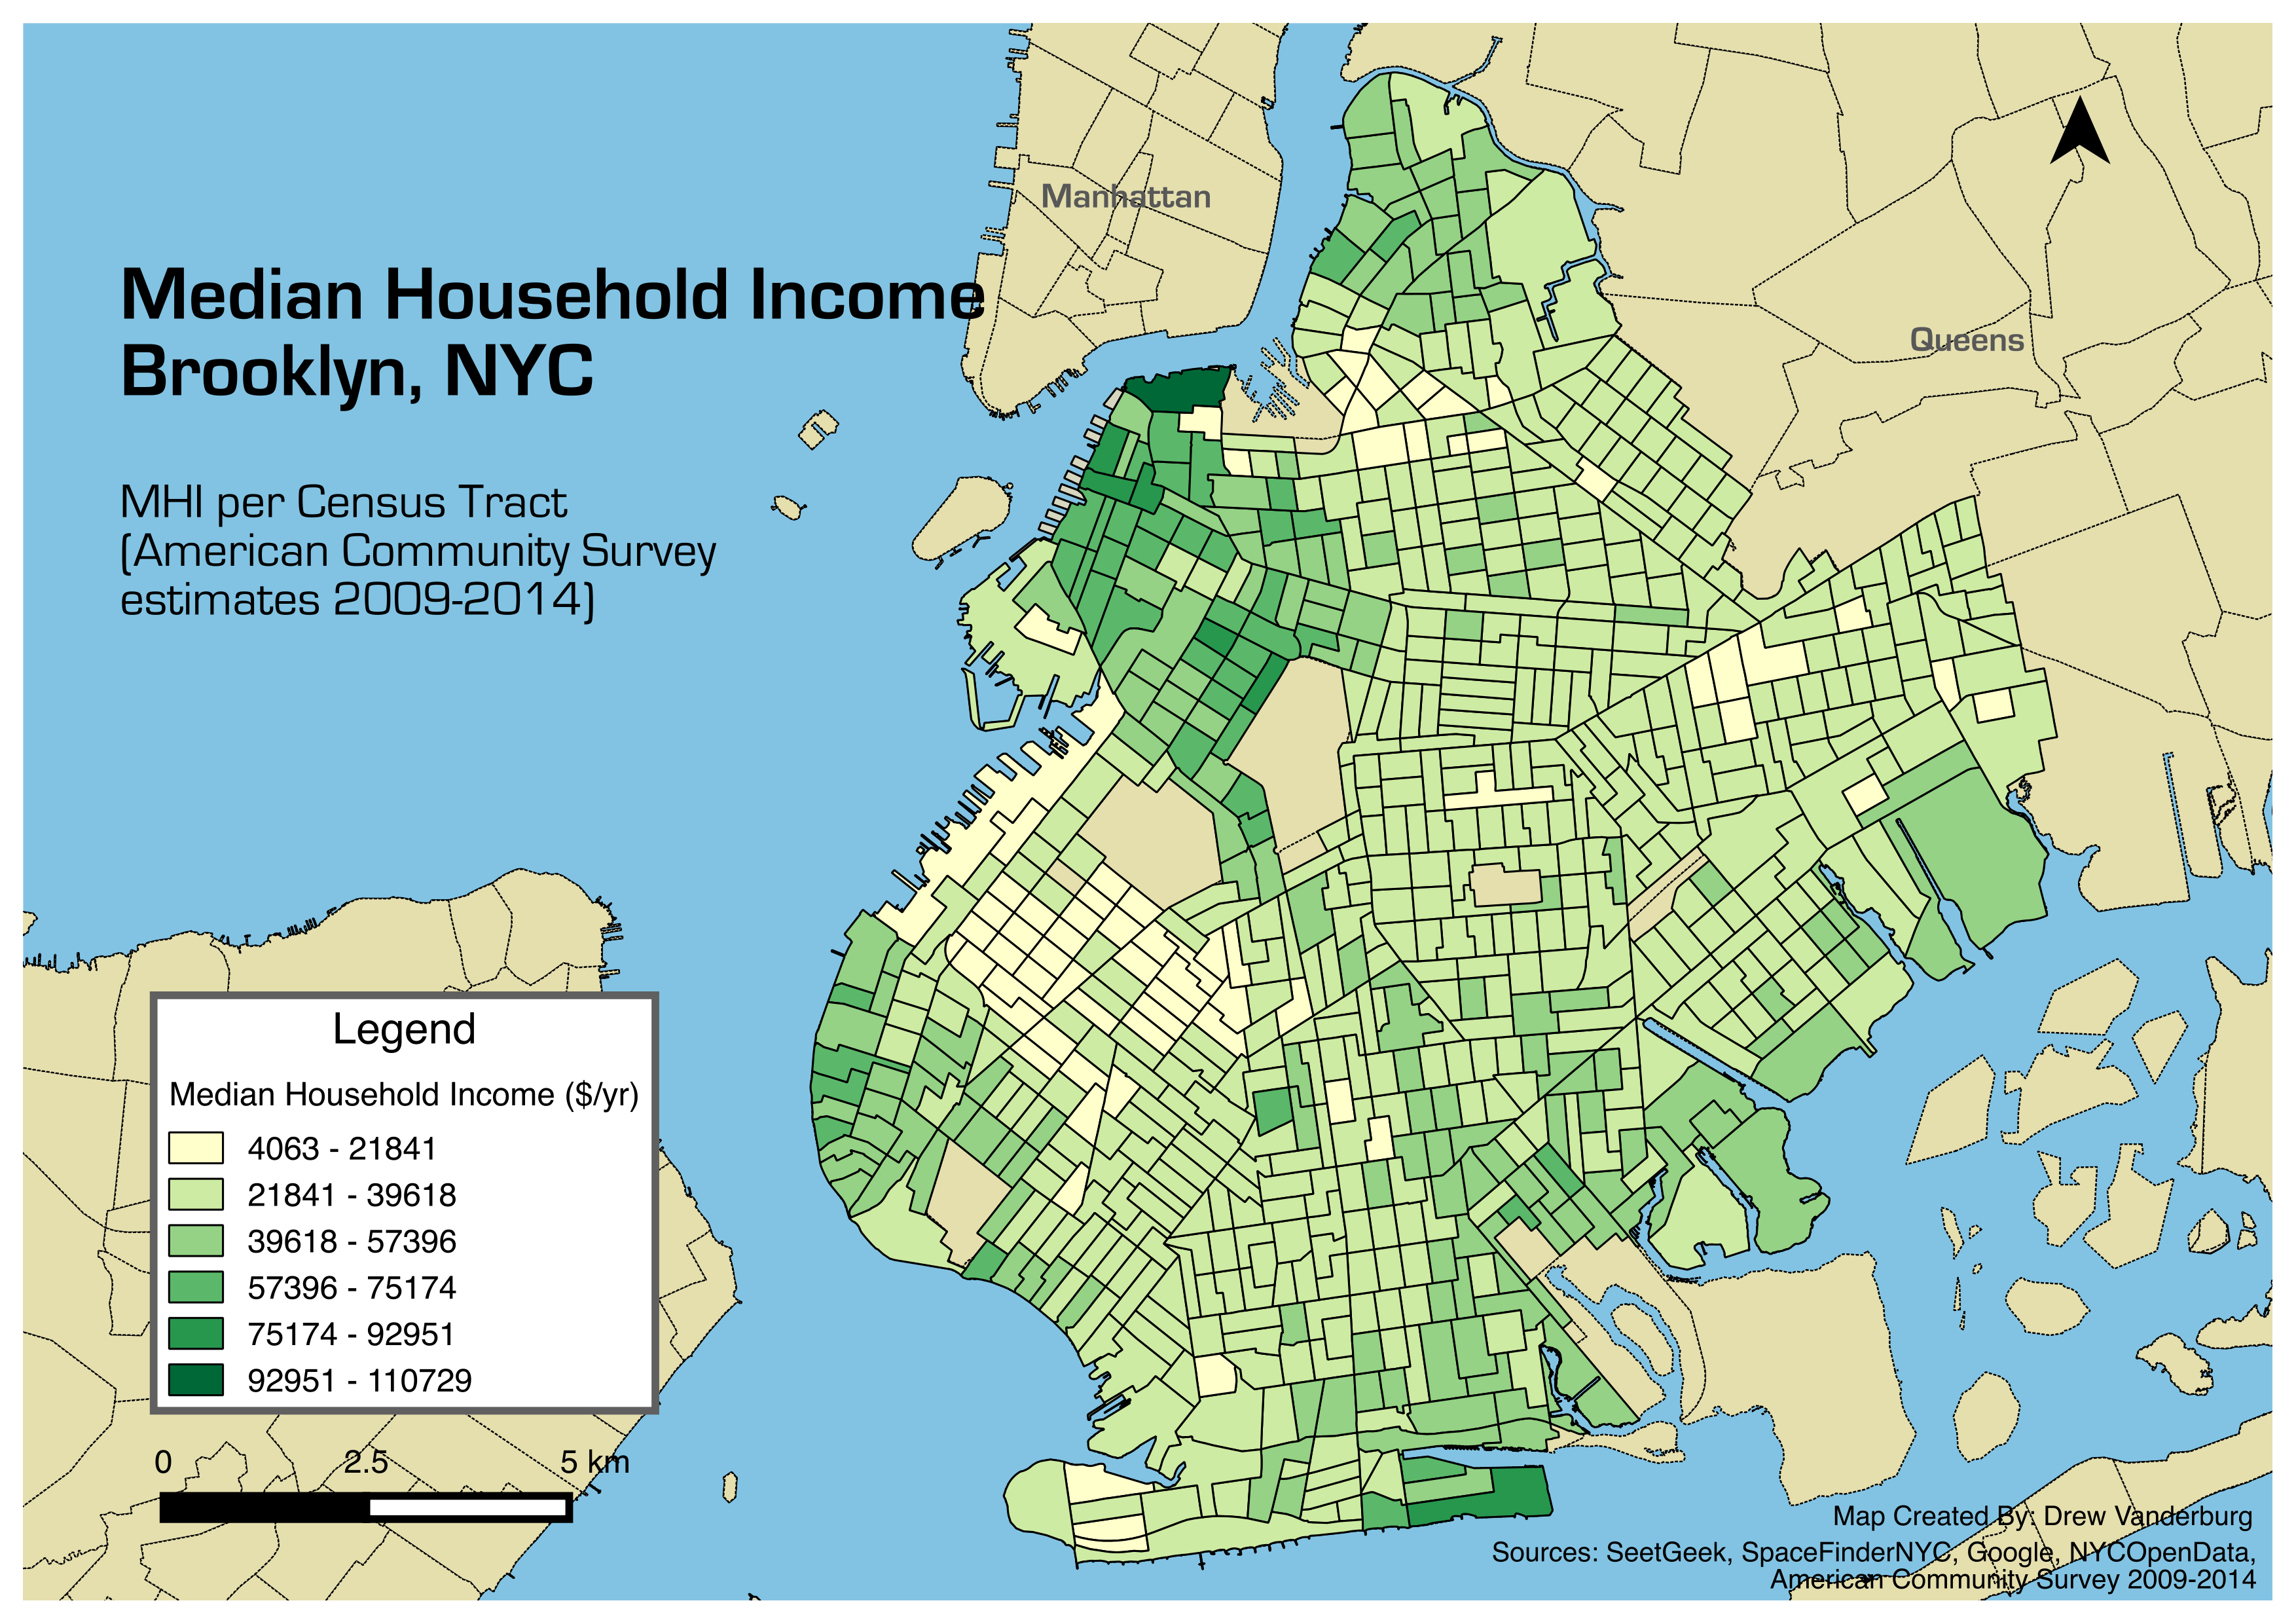 Manhattan
Queens
Median Household Income
Brooklyn, NYC
MHI per Census Tract
(American Community Survey
estimates 2009-2014)
Legend
Median Household Income ($/yr)
4063 - 21841
21841 - 39618
39618 - 57396
57396 - 75174
75174 - 92951
92951 - 110729
0 2.5 5 km
Map Created By: Drew Vanderburg
Sources: SeetGeek, SpaceFinderNYC, Google, NYCOpenData,
American Community Survey 2009-2014